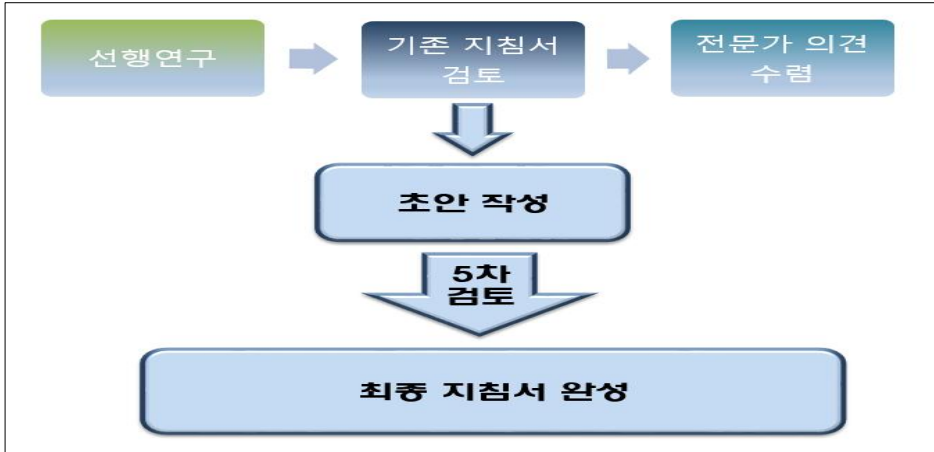 선행연구
기존 지침서
검토
전문가 의견
수렴
초안 작성
5차
검토
최종 지침서 완성